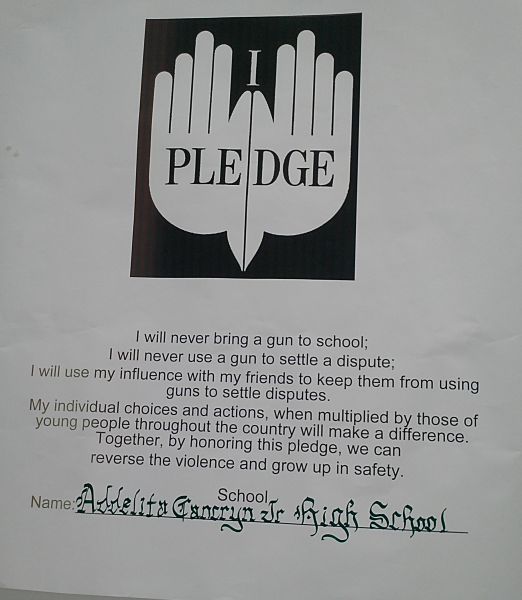 I
PLEDGE
I will never bring a gun to school;
I will never use a gun to settle a dispute;
I will use my influence with my friends to keep them from using
guns to settle disputes.
My individual choices and actions, when multiplied by those of
young people throughout the country will make a difference.
Together, by honoring this pledge, we can
reverse the violence and grow up in safety.
School
Name: Addelita Cancryn Jr High School